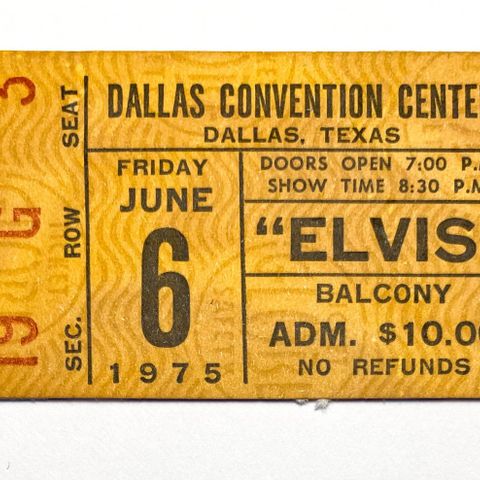 3
SEAT
G
ROW
19
SEC.
DALLAS CONVENTION CENTE
DALLAS, TEXAS
FRIDAY
JUNE
6
1975
DOORS OPEN 7:00 P.M
SHOW TIME 8:30 P.M
"ELVIS
BALCONY
ADM. $10.00
NO REFUNDS